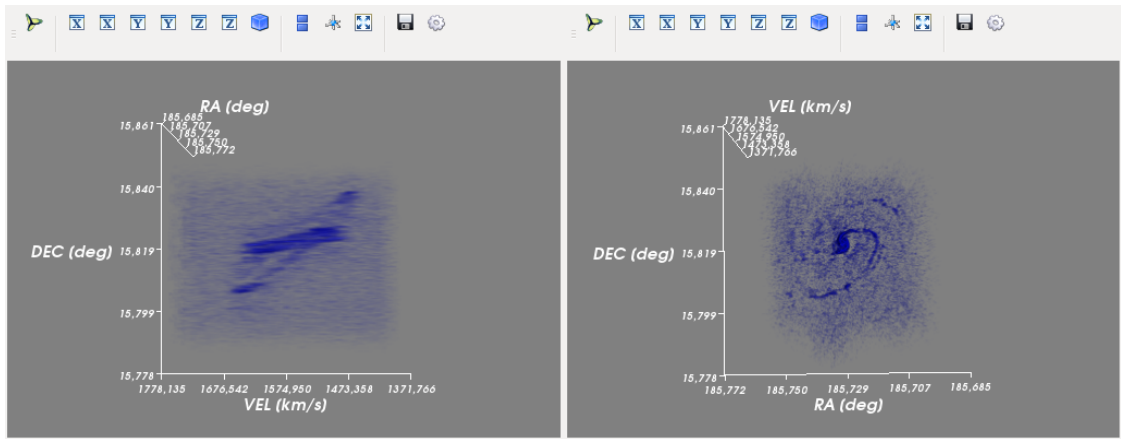 X X Y Y Z Z
X X Y Y Z Z
RA (deg)
185,685
185,707
185,729
185,750
185,772
15,861
15,840
DEC (deg)
15,819
15,799
15,778
1778,135 1676,542 1574,950 1473,358 1371,766
VEL (km/s)
VEL (km/s)
1778,135
1676,542
1574,950
1473,358
1371,766
15,861
15,840
DEC (deg)
15,819
15,799
15,778
185,772 185,750 185,729 185,707 185,685
RA (deg)